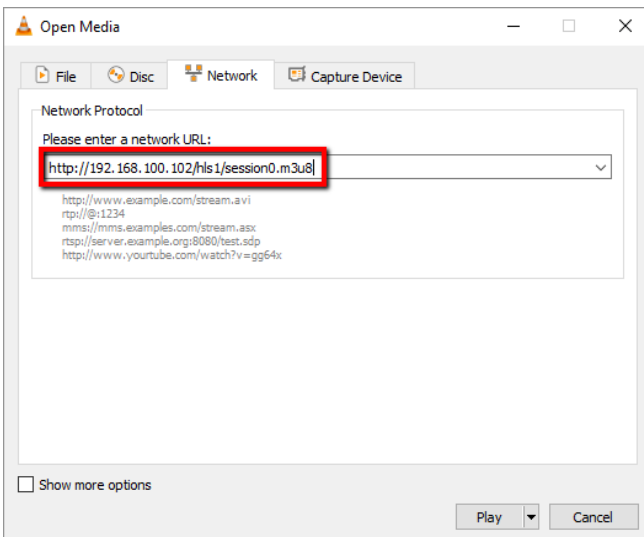 Open Media
File Disc Network Capture Device
Network Protocol
Please enter a network URL:
http://192.168.100.102/hls1/session0.m3u8
http://www.example.com/stream.avi
rtp://@:1234
mms://mms.examples.com/stream.asx
rtsp://server.example.org:8080/test.sdp
http://www.yourtube.com/watch?v=gg64x
Show more options
Play Cancel